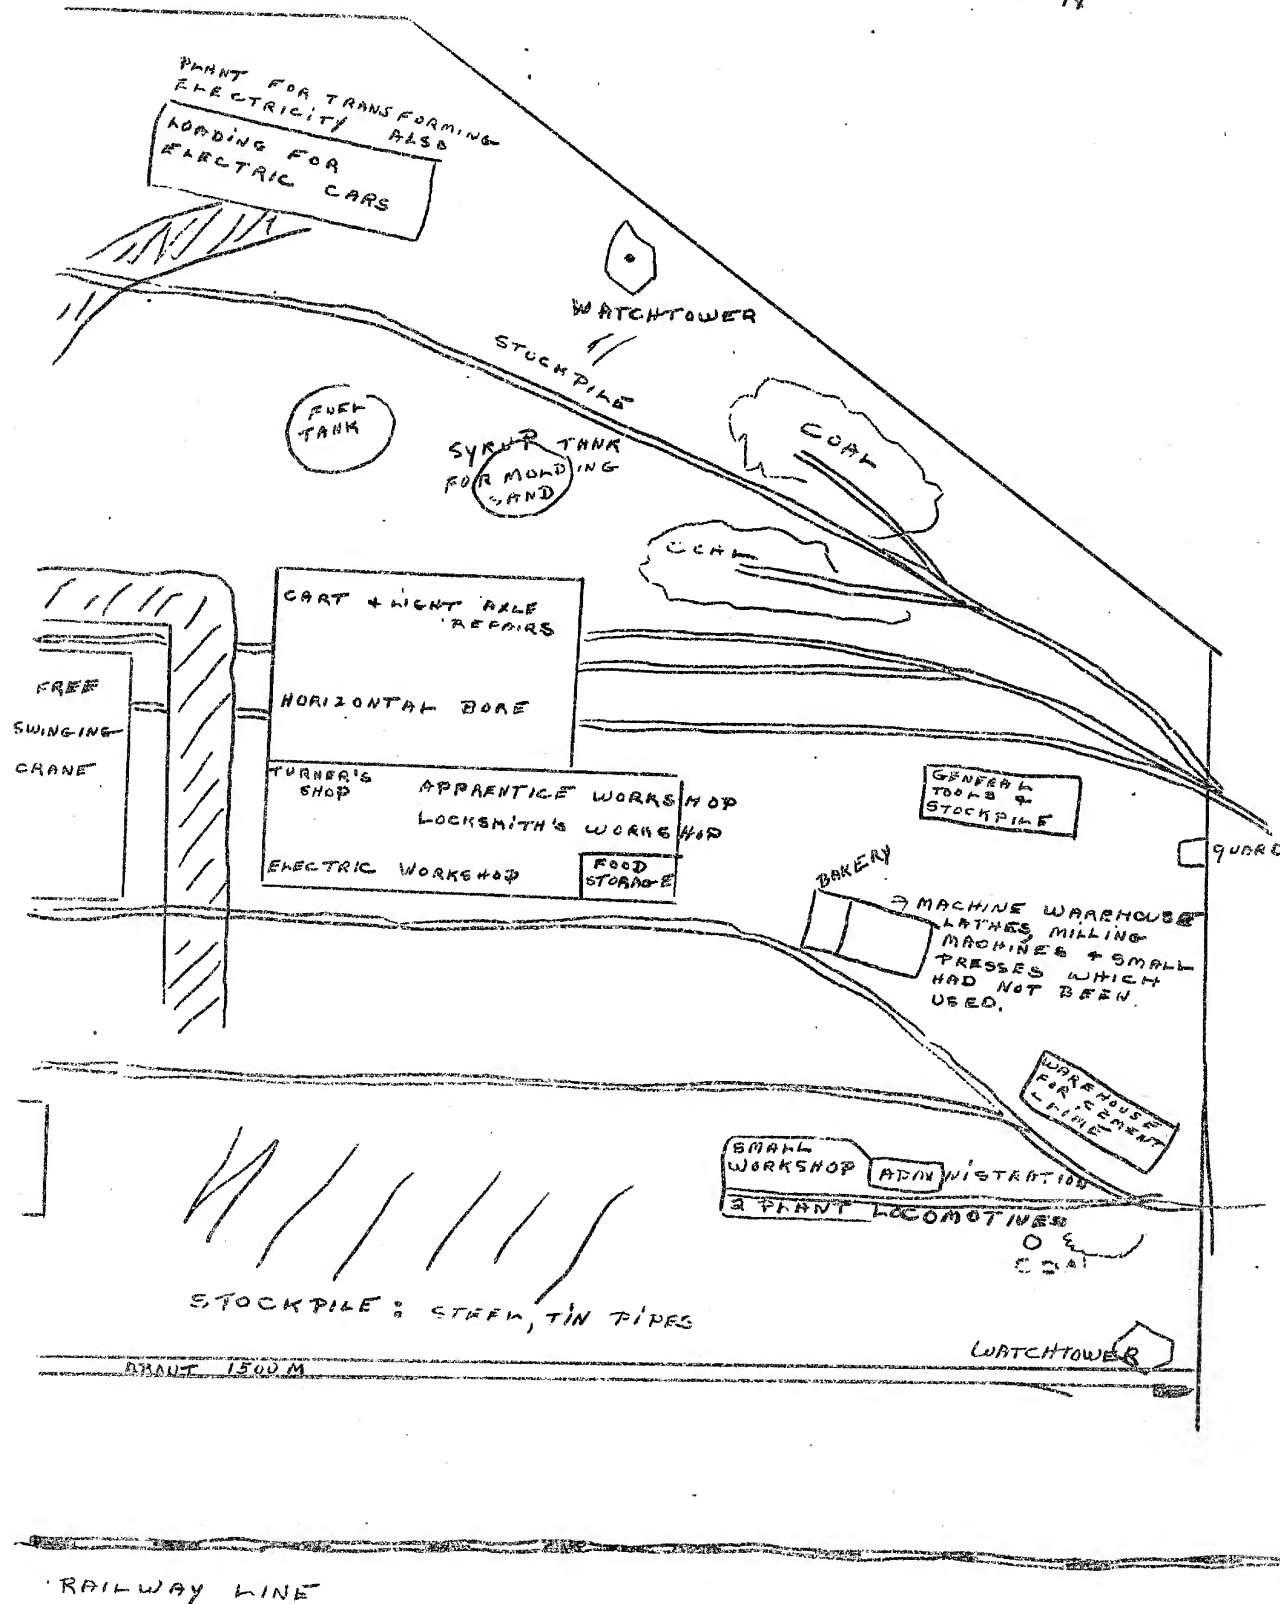 PLANT FOR TRANSFORMING
ELECTRICITY ALSO
LOADING FOR
ELECTRIC CARS
WATCHTOWER
STOCKPILE
FUEL
TANK
SYRUP TANK
FOR MOLDING
SAND
COAL
COAL
CART + LIGHT AXLE
REPAIRS
HORIZONTAL BORE
FREE
SWINGING
CRANE
TURNER'S
SHOP
APPRENTICE WORKSHOP
LOCKSMITH'S WORKSHOP
ELECTRIC WORKSHOP
FOOD
STORAGE
GENERAL
TOOLS &
STOCKPILE
GUARD
BAKERY
MACHINE WAREHOUSE
LATHES, MILLING
MACHINES + SMALL
PRESSES WHICH
HAD NOT BEEN
USED.
WAREHOUSE
FOR CEMENT
LIME
SMALL
WORKSHOP
ADMINISTRATION
2 PLANT LOCOMOTIVES
COAL
STOCKPILE: STEEL, TIN PIPES
WATCHTOWER
ABOUT 1500 M
RAILWAY LINE